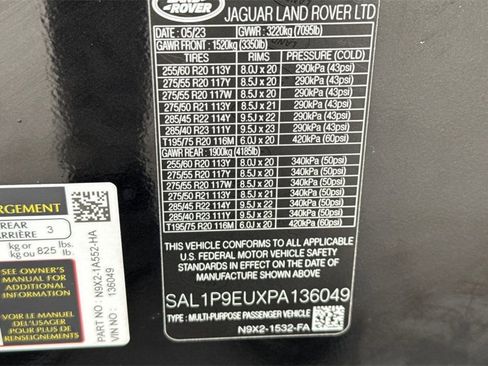 ROVER
JAGUAR LAND ROVER LTD
DATE : 05/23 GVWR : 3220kg (7095lb)
GAWR FRONT : 1520kg (3350lb)
TIRES RIMS PRESSURE (COLD)
255/60 R20 113Y 8.0J x 20 290kPa (43psi)
275/55 R20 117Y 8.5J x 20 290kPa (43psi)
275/55 R20 117W 8.5J x 20 290kPa (43psi)
275/50 R21 113Y 8.5J x 21 290kPa (43psi)
285/45 R22 114Y 9.5J x 22 290kPa (43psi)
285/40 R23 111Y 9.5J x 23 290kPa (43psi)
T195/75 R20 116M 6.0J x 20 420kPa (60psi)
GAWR REAR : 1900kg (4185lb)
255/60 R20 113Y 8.0J x 20 340kPa (50psi)
275/55 R20 117Y 8.5J x 20 340kPa (50psi)
275/55 R20 117W 8.5J x 20 340kPa (50psi)
275/50 R21 113Y 8.5J x 21 340kPa (50psi)
285/45 R22 114Y 9.5J x 22 340kPa (50psi)
285/40 R23 111Y 9.5J x 23 340kPa (50psi)
T195/75 R20 116M 6.0J x 20 420kPa (60psi)
THIS VEHICLE CONFORMS TO ALL APPLICABLE
U.S. FEDERAL MOTOR VEHICLE SAFETY
STANDARDS IN EFFECT ON THE DATE OF
MANUFACTURE SHOWN ABOVE.
SAL1P9EUXPA136049
TYPE : MULTI-PURPOSE PASSENGER VEHICLE
N9X2-1532-FA
RGEMENT
REAR
ARRIÈRE 3
kg or
kg ou 825 lbs.
lb.
SEE OWNER'S
MANUAL FOR
ADDITIONAL
INFORMATION
VOIR LE MANUEL
DE L'USAGER
POUR PLUS DE
RENSEIGNEMENTS
PART NO : N9X2-1A552-HA
VIN NO : 136049